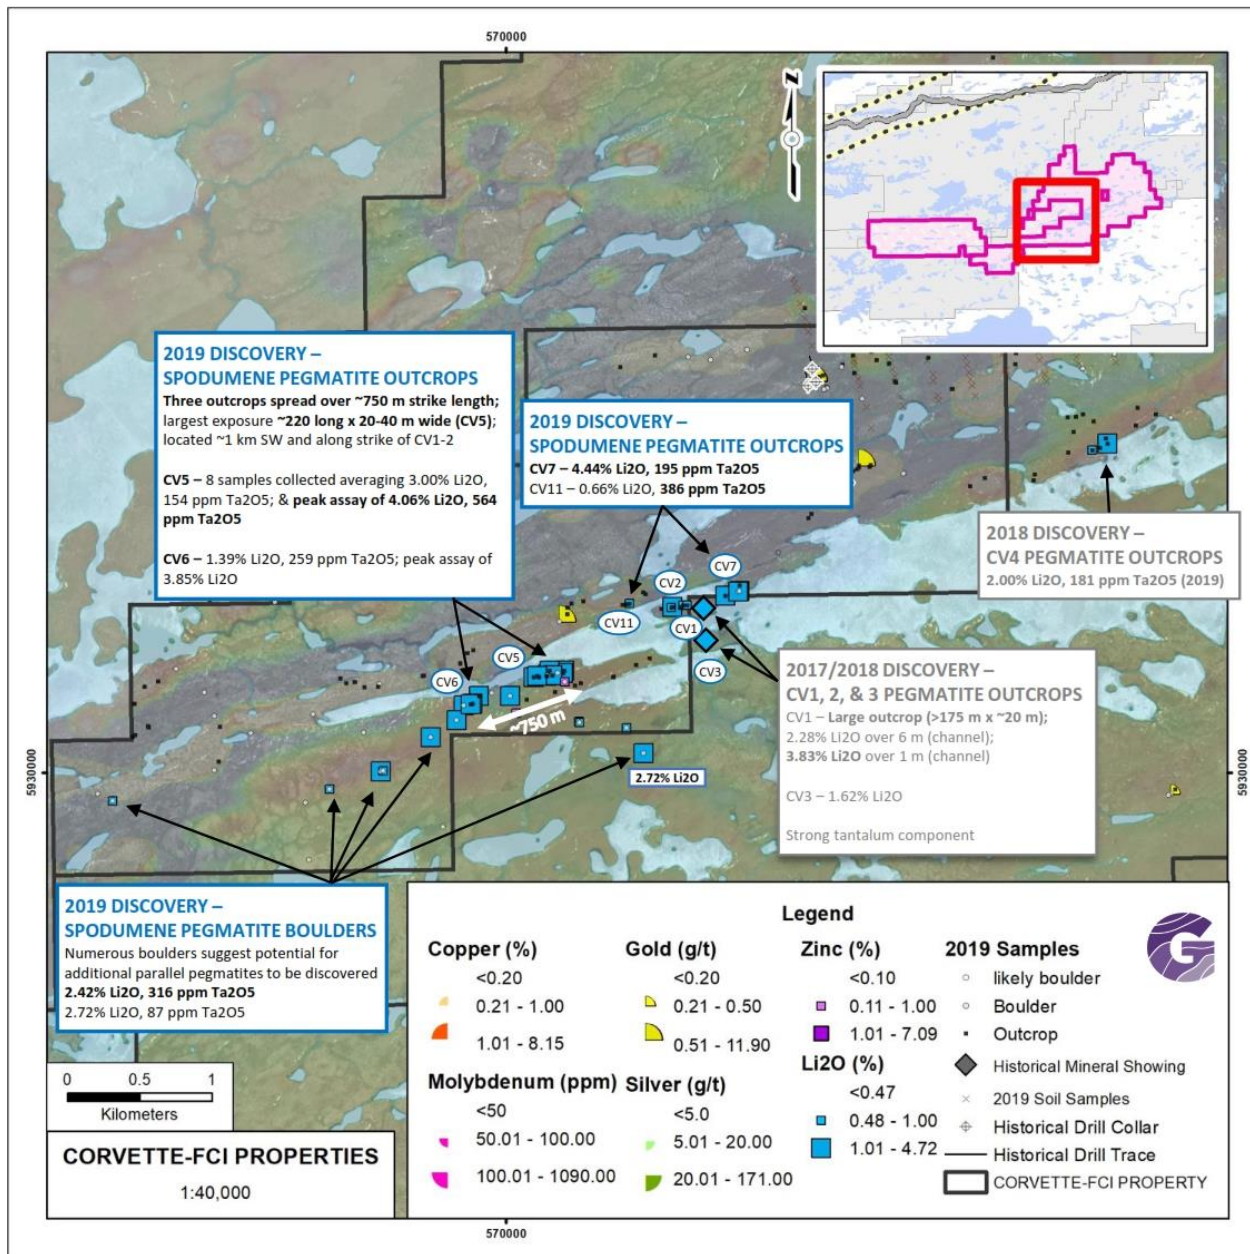 570000
N
2019 DISCOVERY –
SPODUMENE PEGMATITE OUTCROPS
Three outcrops spread over ~750 m strike length;
largest exposure ~220 long x 20-40 m wide (CV5);
located ~1 km SW and along strike of CV1-2
CV5 – 8 samples collected averaging 3.00% Li2O,
154 ppm Ta2O5; & peak assay of 4.06% Li2O, 564
ppm Ta2O5
CV6 – 1.39% Li2O, 259 ppm Ta2O5; peak assay of
3.85% Li2O
2019 DISCOVERY –
SPODUMENE PEGMATITE OUTCROPS
CV7 – 4.44% Li2O, 195 ppm Ta2O5
CV11 – 0.66% Li2O, 386 ppm Ta2O5
2018 DISCOVERY –
CV4 PEGMATITE OUTCROPS
2.00% Li2O, 181 ppm Ta2O5 (2019)
CV7
CV2
CV11
CV1
CV3
CV5
CV6
~750 m
2.72% Li2O
2017/2018 DISCOVERY –
CV1, 2, & 3 PEGMATITE OUTCROPS
CV1 – Large outcrop (>175 m x ~20 m);
2.28% Li2O over 6 m (channel);
3.83% Li2O over 1 m (channel)
CV3 – 1.62% Li2O
Strong tantalum component
5930000
5930000
2019 DISCOVERY –
SPODUMENE PEGMATITE BOULDERS
Numerous boulders suggest potential for
additional parallel pegmatites to be discovered
2.42% Li2O, 316 ppm Ta2O5
2.72% Li2O, 87 ppm Ta2O5
0 0.5 1
Kilometers
CORVETTE-FCI PROPERTIES
1:40,000
Legend
Copper (%)
<0.20
0.21 - 1.00
1.01 - 8.15
Molybdenum (ppm)
<50
50.01 - 100.00
100.01 - 1090.00
Gold (g/t)
<0.20
0.21 - 0.50
0.51 - 11.90
Silver (g/t)
<5.0
5.01 - 20.00
20.01 - 171.00
Zinc (%)
<0.10
0.11 - 1.00
1.01 - 7.09
Li2O (%)
<0.47
0.48 - 1.00
1.01 - 4.72
2019 Samples
likely boulder
Boulder
Outcrop
Historical Mineral Showing
2019 Soil Samples
Historical Drill Collar
Historical Drill Trace
CORVETTE-FCI PROPERTY
G
570000